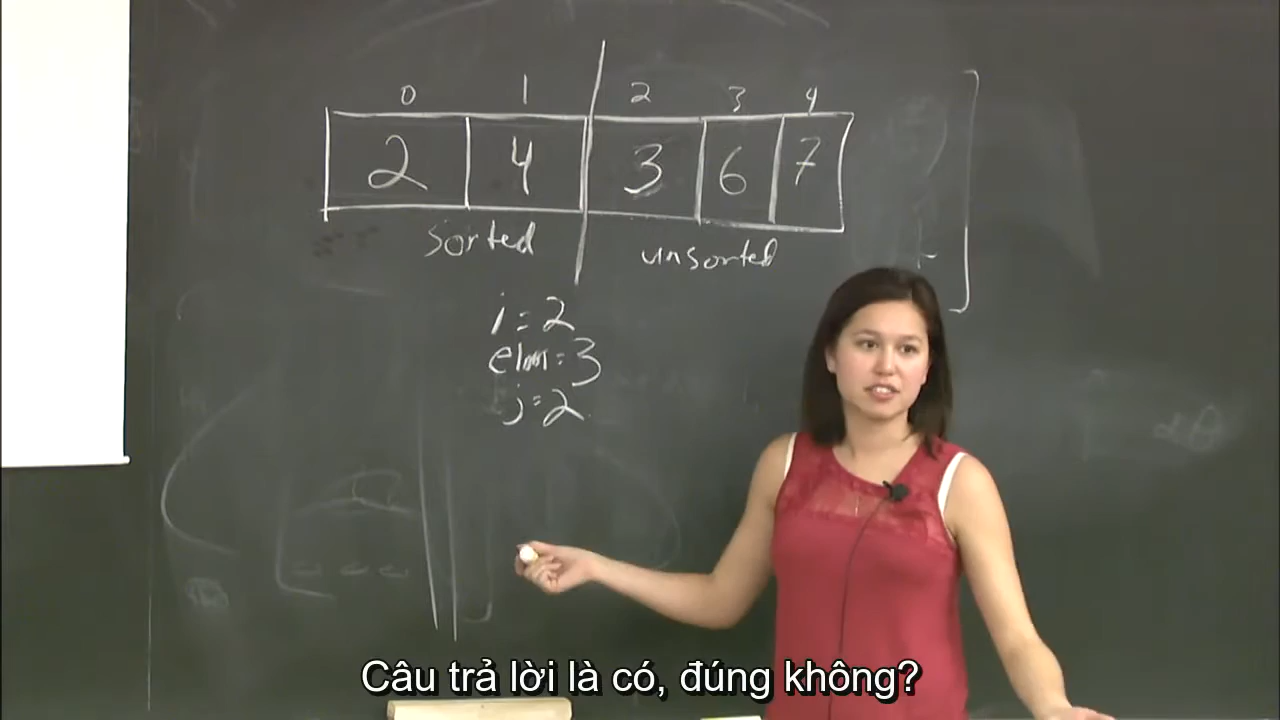 0 1 2 3 4
2 4 3 6 7
sorted unsorted
i=2
elm=3
j=2
Câu trả lời là có, đúng không?